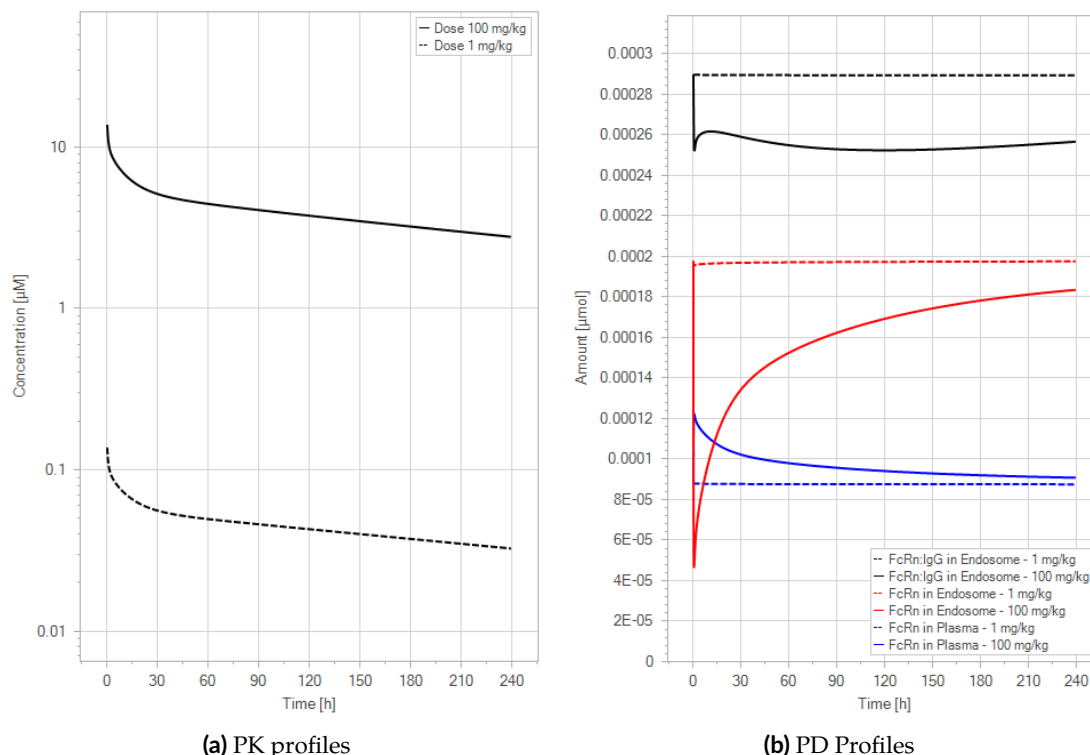 Dose 100 mg/kg
Dose 1 mg/kg
10
1
0.1
0.01
Concentration [µM]
0 30 60 90 120 150 180 210 240
Time [h]
(a) PK profiles
0.0003
0.00028
0.00026
0.00024
0.00022
0.0002
0.00018
0.00016
0.00014
0.00012
0.0001
8E-05
6E-05
4E-05
2E-05
0
Amount [µmol]
FcRn:IgG in Endosome - 1 mg/kg
FcRn:IgG in Endosome - 100 mg/kg
FcRn in Endosome - 1 mg/kg
FcRn in Endosome - 100 mg/kg
FcRn in Plasma - 1 mg/kg
FcRn in Plasma - 100 mg/kg
0 30 60 90 120 150 180 210 240
Time [h]
(b) PD Profiles